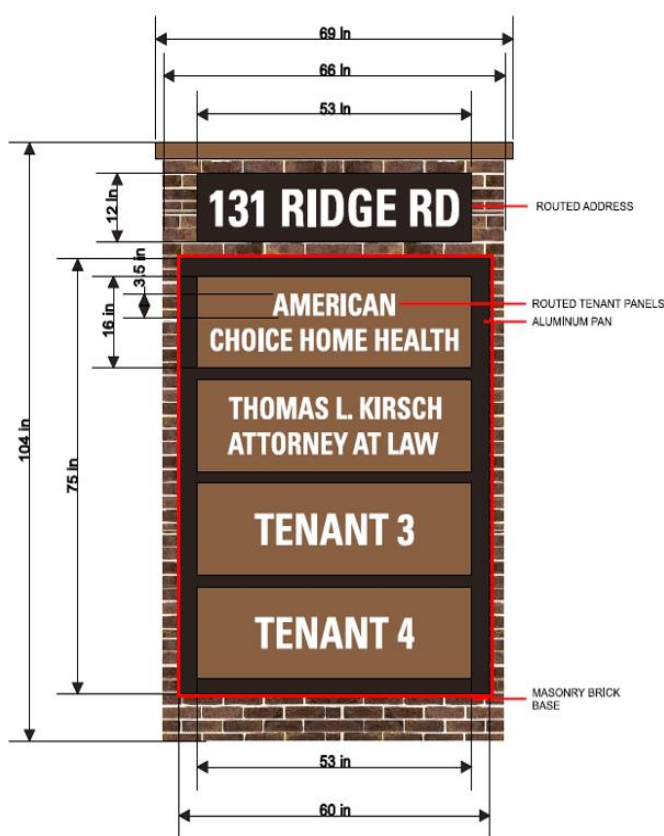 69 in
66 in
53 in
131 RIDGE RD
ROUTED ADDRESS
12 in
3.5 in
AMERICAN
CHOICE HOME HEALTH
ROUTED TENANT PANELS
ALUMINUM PAN
16 in
THOMAS L. KIRSCH
ATTORNEY AT LAW
104 in
75 in
TENANT 3
TENANT 4
MASONRY BRICK
BASE
53 in
60 in